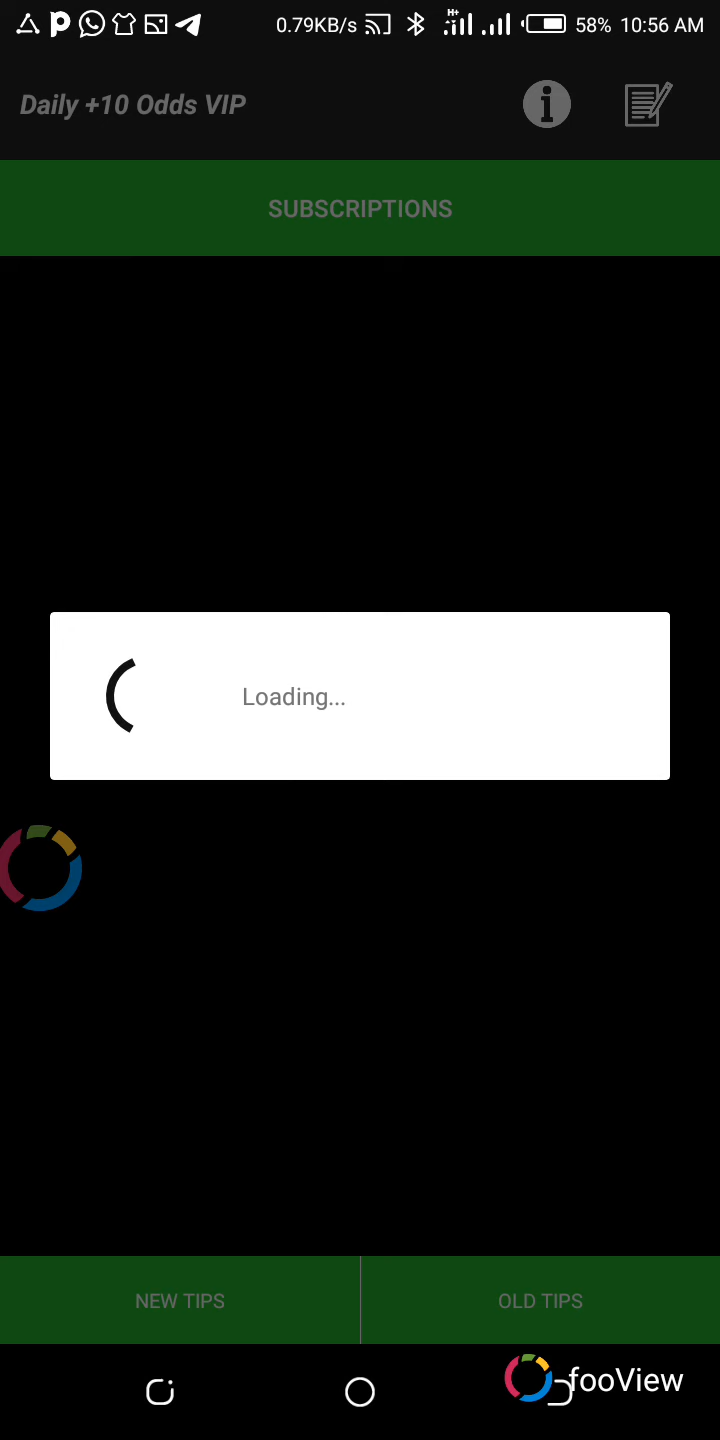 0.79KB/s H+ 58% 10:56 AM
Daily +10 Odds VIP
SUBSCRIPTIONS
Loading...
NEW TIPS
OLD TIPS
fooView